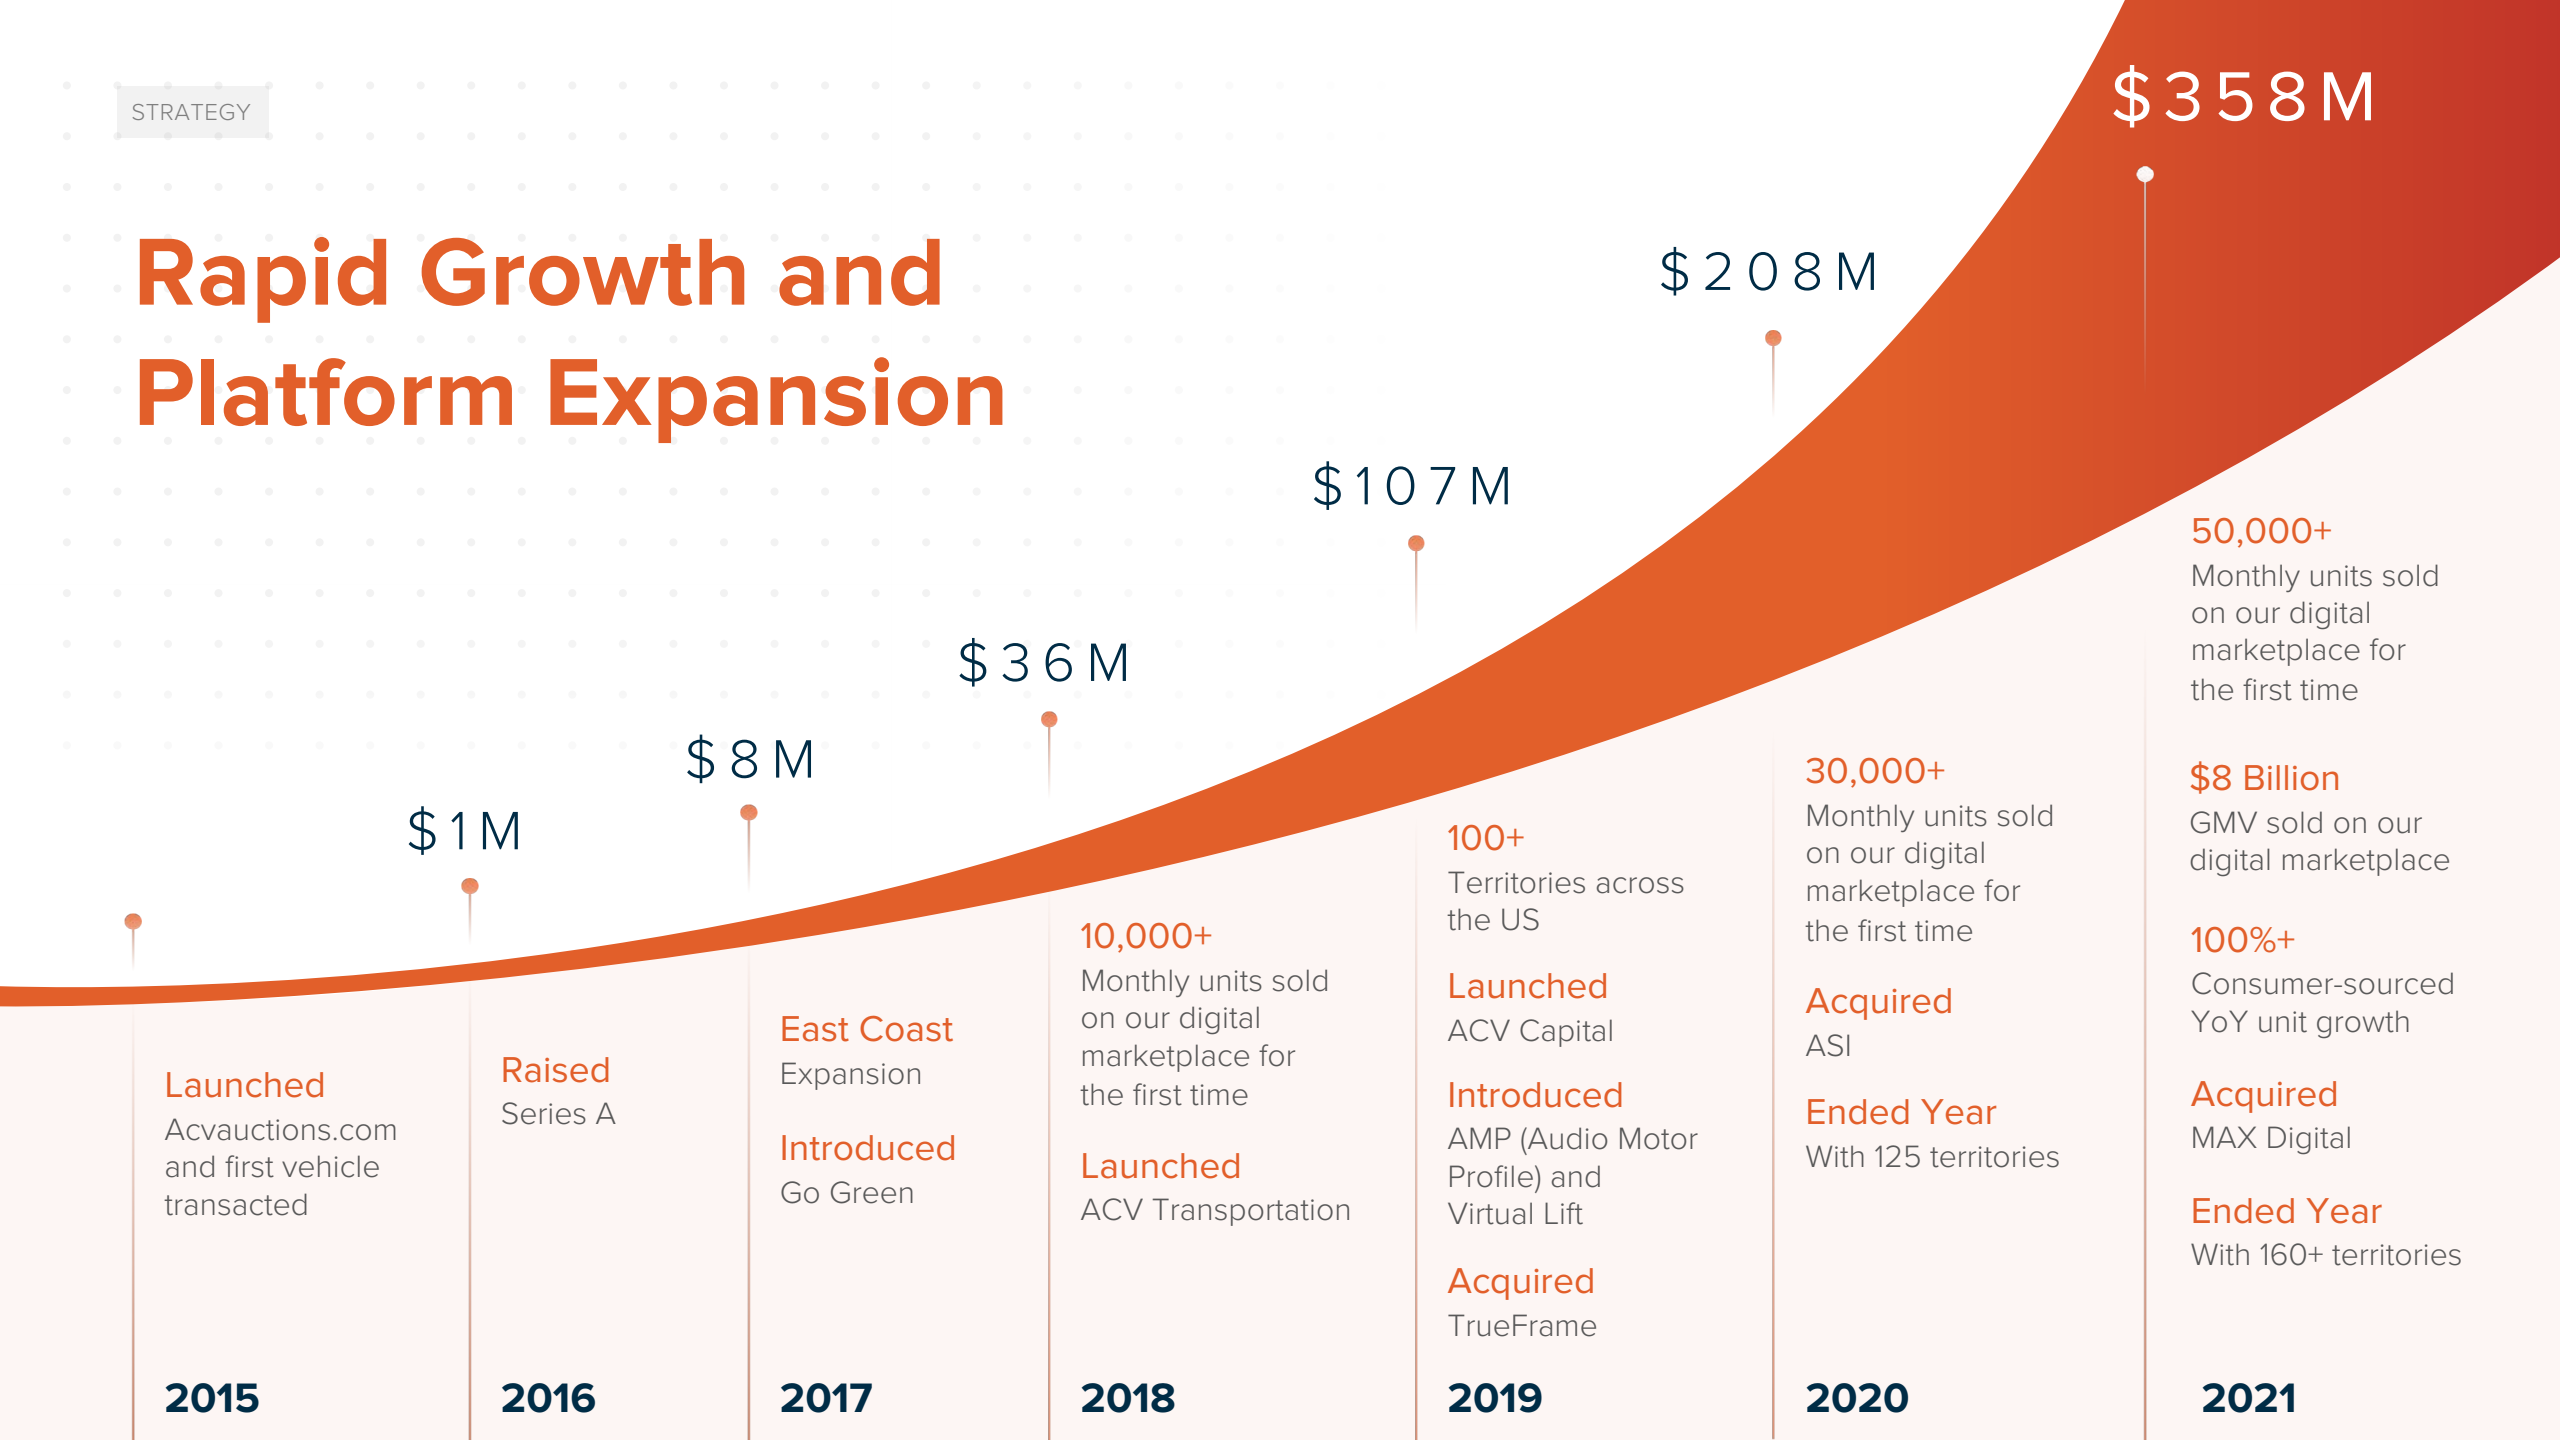 STRATEGY
Rapid Growth and
Platform Expansion
$1M
$8M
$36M
$107M
$208M
$358M
Launched
Acvauctions.com
and first vehicle
transacted
2015
Raised
Series A
2016
East Coast
Expansion
Introduced
Go Green
2017
10,000+
Monthly units sold
on our digital
marketplace for
the first time
Launched
ACV Transportation
2018
100+
Territories across
the US
Launched
ACV Capital
Introduced
AMP (Audio Motor
Profile) and
Virtual Lift
Acquired
TrueFrame
2019
30,000+
Monthly units sold
on our digital
marketplace for
the first time
Acquired
ASI
Ended Year
With 125 territories
2020
50,000+
Monthly units sold
on our digital
marketplace for
the first time
$8 Billion
GMV sold on our
digital marketplace
100%+
Consumer-sourced
YoY unit growth
Acquired
MAX Digital
Ended Year
With 160+ territories
2021